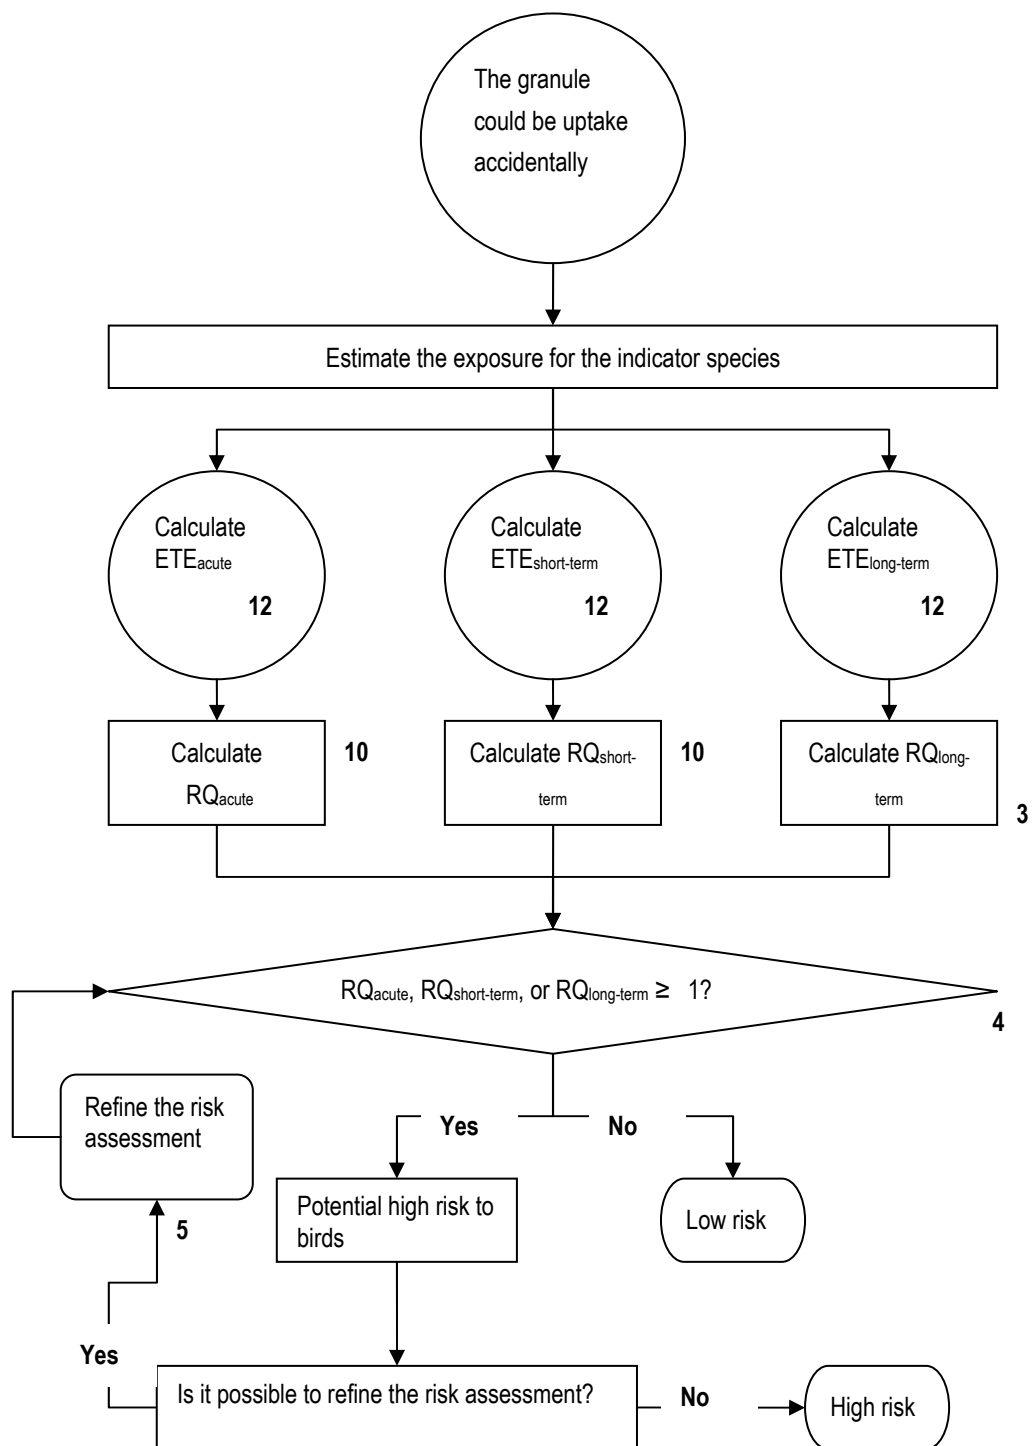 The granule
could be uptake
accidentally
Estimate the exposure for the indicator species
Calculate
ETEacute
12
Calculate
ETEshort-term
12
Calculate
ETElong-term
12
Calculate
RQacute
10
Calculate RQshort-
term
10
Calculate RQlong-
term
3
RQacute, RQshort-term, or RQlong-term ≥ 1?
4
Refine the risk
assessment
5
Yes
No
Potential high risk to
birds
Low risk
Yes
Is it possible to refine the risk assessment?
No
High risk